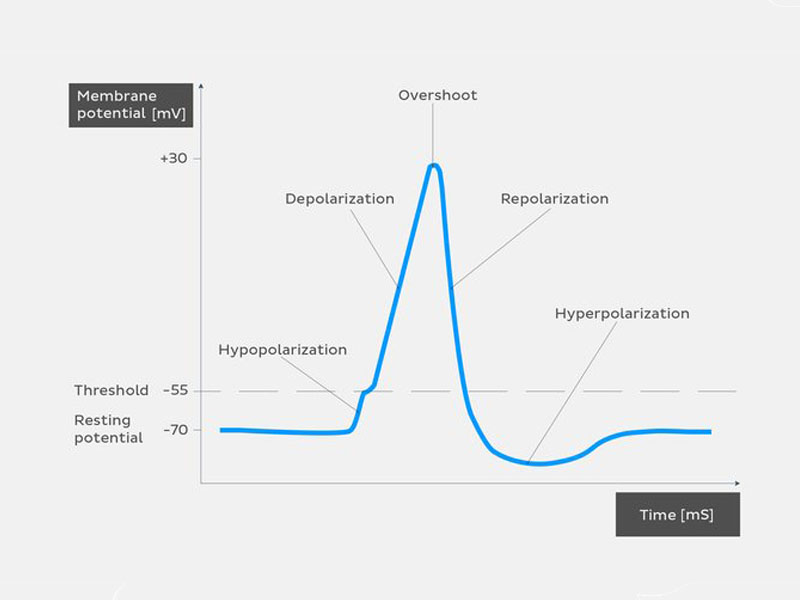 Membrane
potential [mV]
Overshoot
+30
Depolarization
Repolarization
Hyperpolarization
Hypopolarization
Threshold -55
Resting
potential
-70
Time [mS]